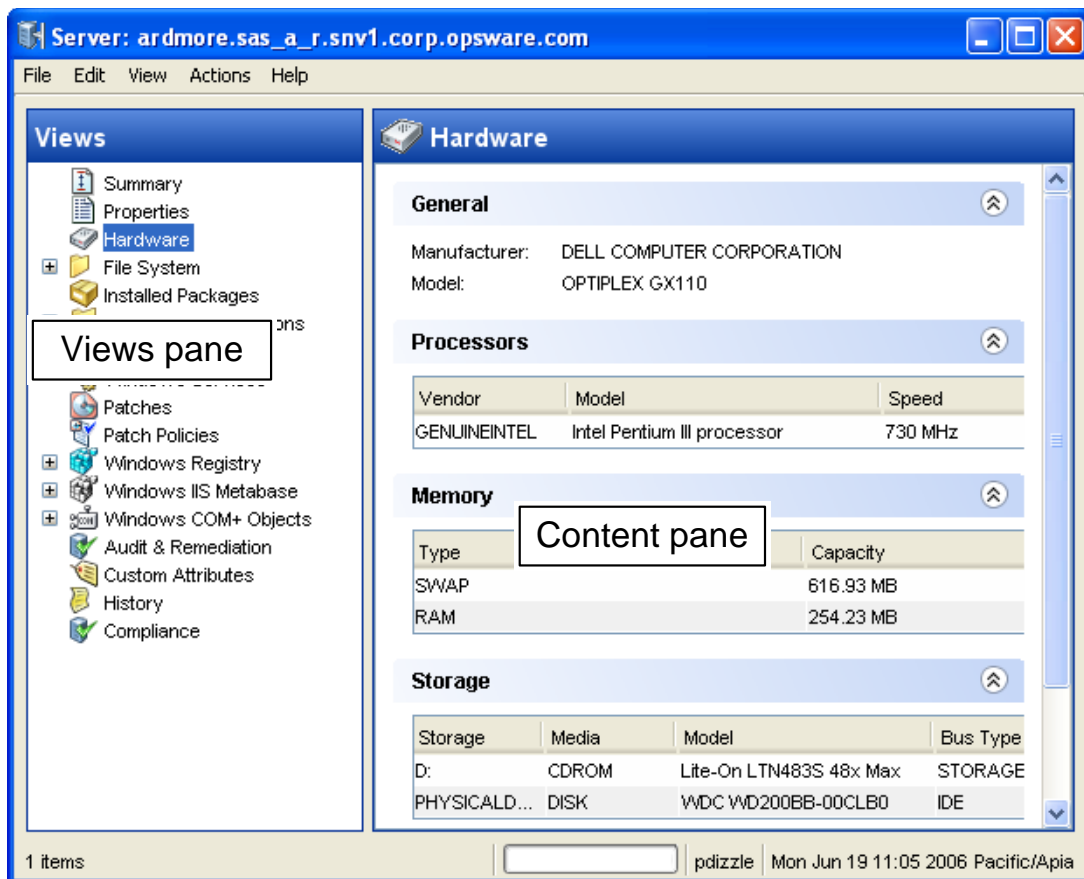 Server: ardmore.sas_a_r.snv1.corp.opsware.com
File Edit View Actions Help
Views
Summary
Properties
Hardware
File System
Installed Packages
Views pane
Patches
Patch Policies
Windows Registry
Windows IIS Metabase
Windows COM+ Objects
Audit & Remediation
Custom Attributes
History
Compliance
Hardware
General
Manufacturer: DELL COMPUTER CORPORATION
Model: OPTIPLEX GX110
Processors
Vendor Model Speed
GENUINEINTEL Intel Pentium III processor 730 MHz
Memory
Content pane
Type Capacity
SWAP 616.93 MB
RAM 254.23 MB
Storage
Storage Media Model Bus Type
D: CDROM Lite-On LTN483S 48x Max STORAGE
PHYSICALD... DISK WDC WD200BB-00CLB0 IDE
1 items pdizzle Mon Jun 19 11:05 2006 Pacific/Apia